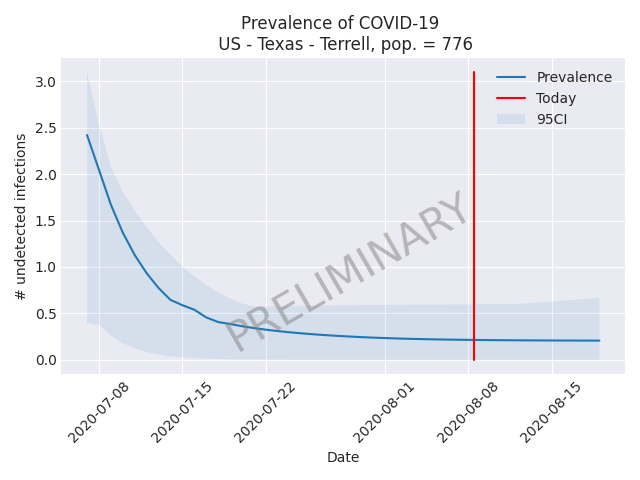 Prevalence of COVID-19
US - Texas - Terrell, pop. = 776
Prevalence
Today
95CI
PRELIMINARY
# undetected infections
3.0
2.5
2.0
1.5
1.0
0.5
0.0
2020-07-08
2020-07-15
2020-07-22
2020-08-01
2020-08-08
2020-08-15
Date